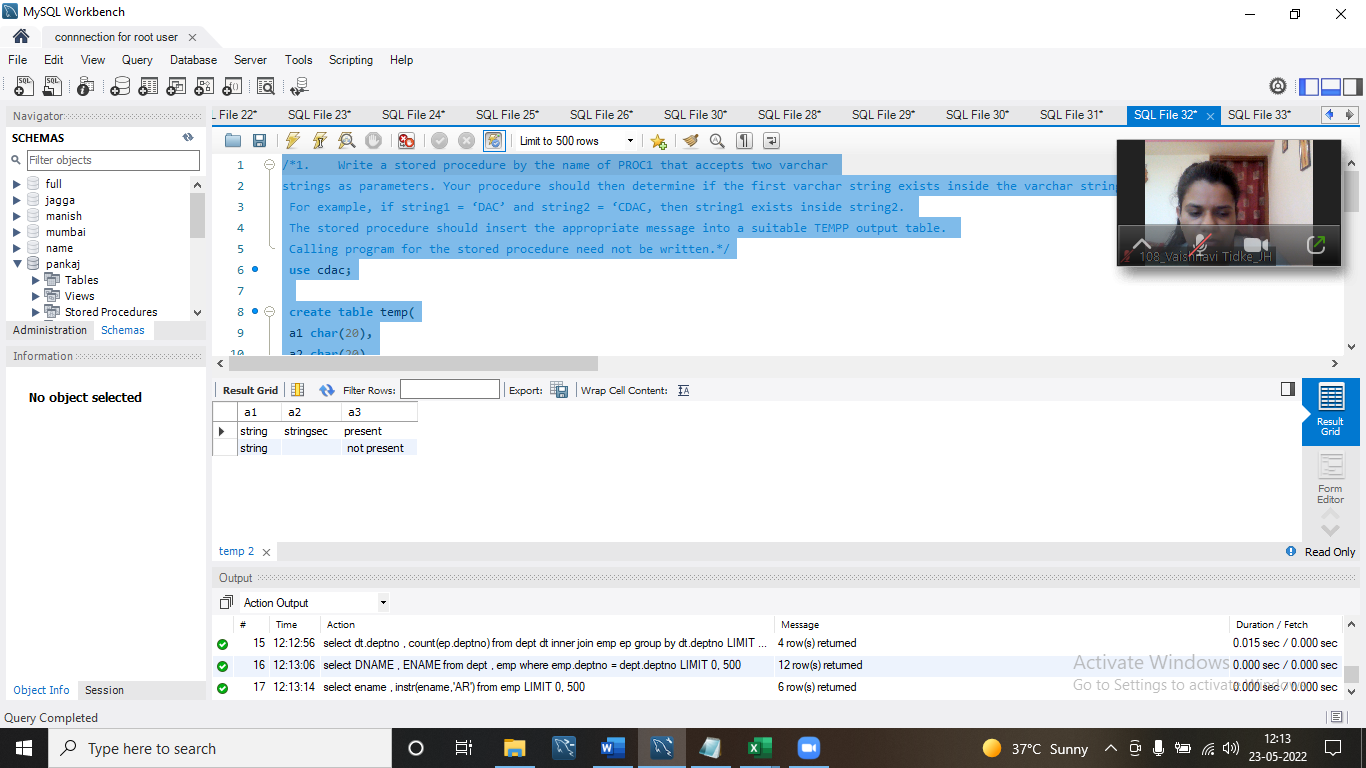 MySQL Workbench
connnection for root user
File Edit View Query Database Server Tools Scripting Help
Navigator
SCHEMAS
Filter objects
full
jagga
manish
mumbai
name
pankaj
Tables
Views
Stored Procedures
Administration Schemas
Information
No object selected
Object Info Session
File 22* SQL File 23* SQL File 24* SQL File 25* SQL File 26* SQL File 30* SQL File 28* SQL File 29* SQL File 30* SQL File 31* SQL File 32* SQL File 33*
Limit to 500 rows
1 /*1. Write a stored procedure by the name of PROC1 that accepts two varchar
2 strings as parameters. Your procedure should then determine if the first varchar string exists inside the varchar strin
3 For example, if string1 = ‘DAC’ and string2 = ‘CDAC, then string1 exists inside string2.
4 The stored procedure should insert the appropriate message into a suitable TEMPP output table.
5 Calling program for the stored procedure need not be written.*/
6 use cdac;
7
8 create table temp(
9 a1 char(20),
10 a2 char(20)
108_Vaishnavi Tidke_JH
Result Grid Filter Rows: Export: Wrap Cell Content:
a1 a2 a3
string stringsec present
string not present
Result
Grid
Form
Editor
temp 2
Read Only
Output
Action Output
# Time Action Message Duration / Fetch
15 12:12:56 select dt.deptno , count(ep.deptno) from dept dt inner join emp ep group by dt.deptno LIMIT ... 4 row(s) returned 0.015 sec / 0.000 sec
16 12:13:06 select DNAME , ENAME from dept , emp where emp.deptno = dept.deptno LIMIT 0, 500 12 row(s) returned 0.000 sec / 0.000 sec
17 12:13:14 select ename , instr(ename,'AR') from emp LIMIT 0, 500 6 row(s) returned 0.000 sec / 0.000 sec
Activate Windows
Go to Settings to activate Windows.
Query Completed
Type here to search
37°C Sunny
12:13
23-05-2022